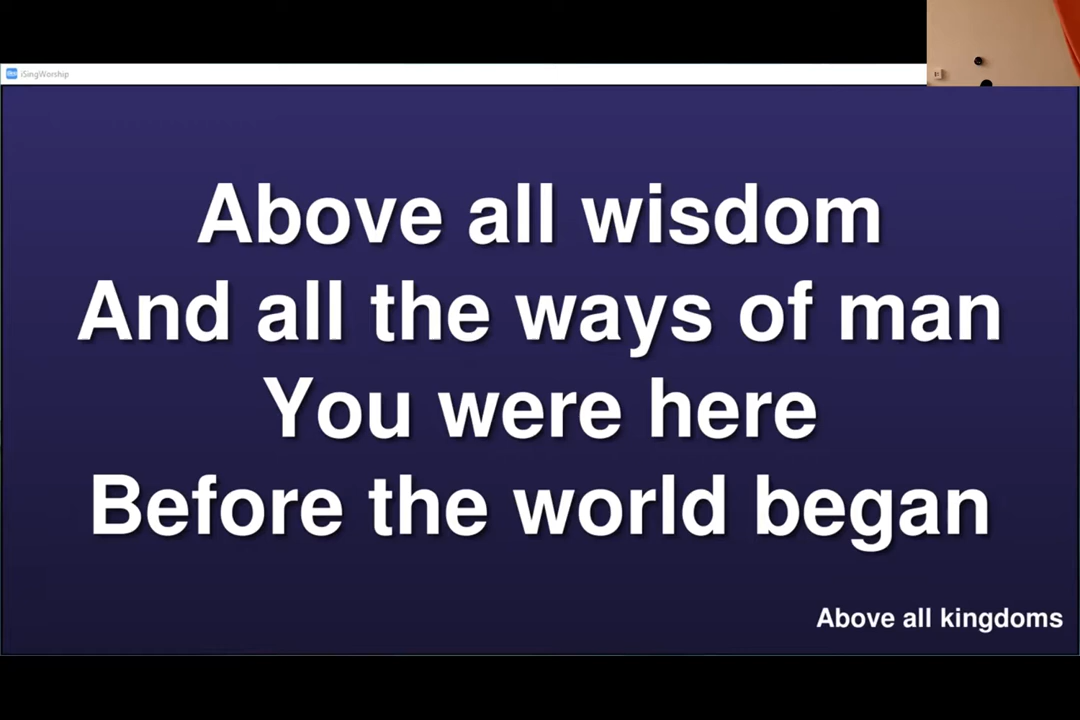 iSingWorship
Above all wisdom
And all the ways of man
You were here
Before the world began
Above all kingdoms